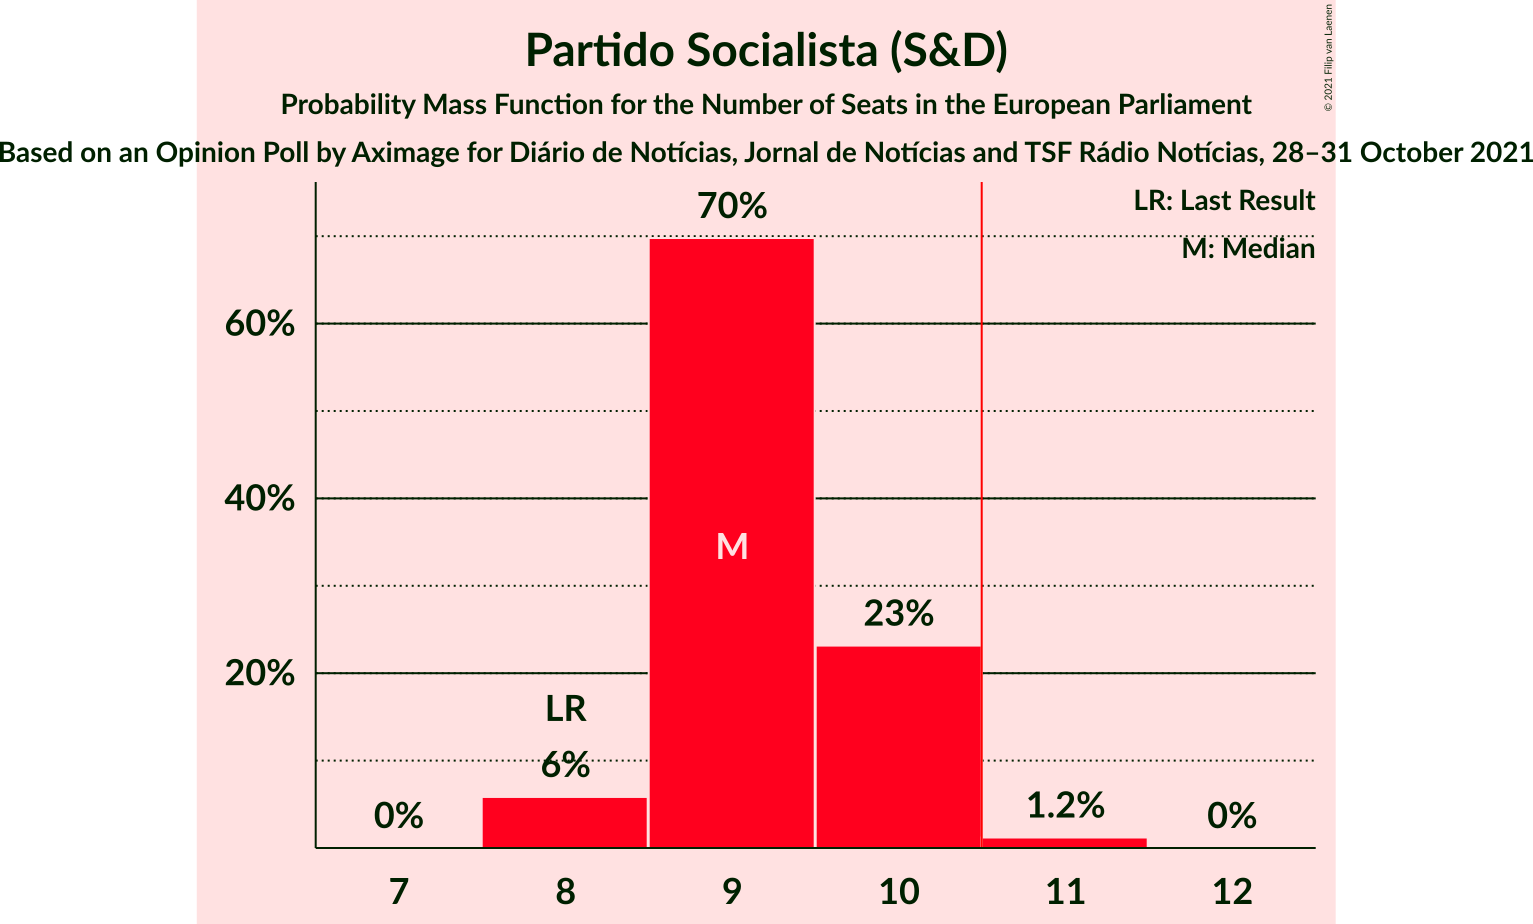 Partido Socialista (S&D)
Probability Mass Function for the Number of Seats in the European Parliament
Based on an Opinion Poll by Aximage for Diário de Notícias, Jornal de Notícias and TSF Rádio Notícias, 28–31 October 2021
© 2021 Filip van Laenen
LR: Last Result
M: Median
70%
60%
40%
M
23%
20%
LR
6%
0%
1.2%
0%
7 8 9 10 11 12